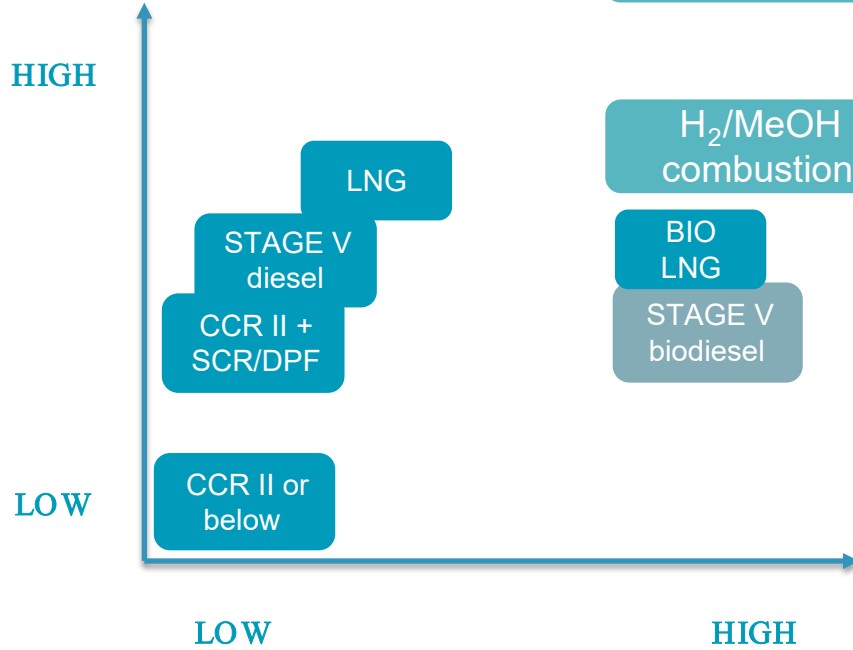 HIGH
H₂/MeOH
combustion
LNG
BIO
LNG
STAGE V
diesel
STAGE V
biodiesel
CCR II +
SCR/DPF
CCR II or
below
LOW
LOW
HIGH